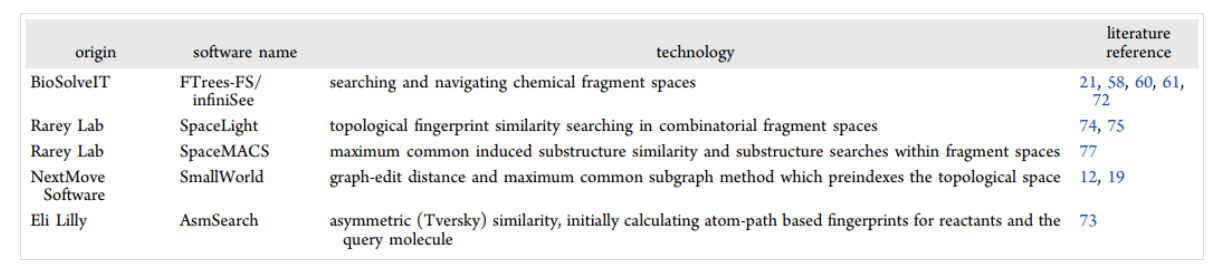 literature
origin software name technology reference
BioSolveIT FTrees-FS/ searching and navigating chemical fragment spaces 21, 58, 60, 61,
infiniSee 72
Rarey Lab SpaceLight topological fingerprint similarity searching in combinatorial fragment spaces 74, 75
Rarey Lab SpaceMACS maximum common induced substructure similarity and substructure searches within fragment spaces 77
NextMove SmallWorld graph-edit distance and maximum common subgraph method which preindexes the topological space 12, 19
Software
Eli Lilly AsmSearch asymmetric (Tversky) similarity, initially calculating atom-path based fingerprints for reactants and the 73
query molecule